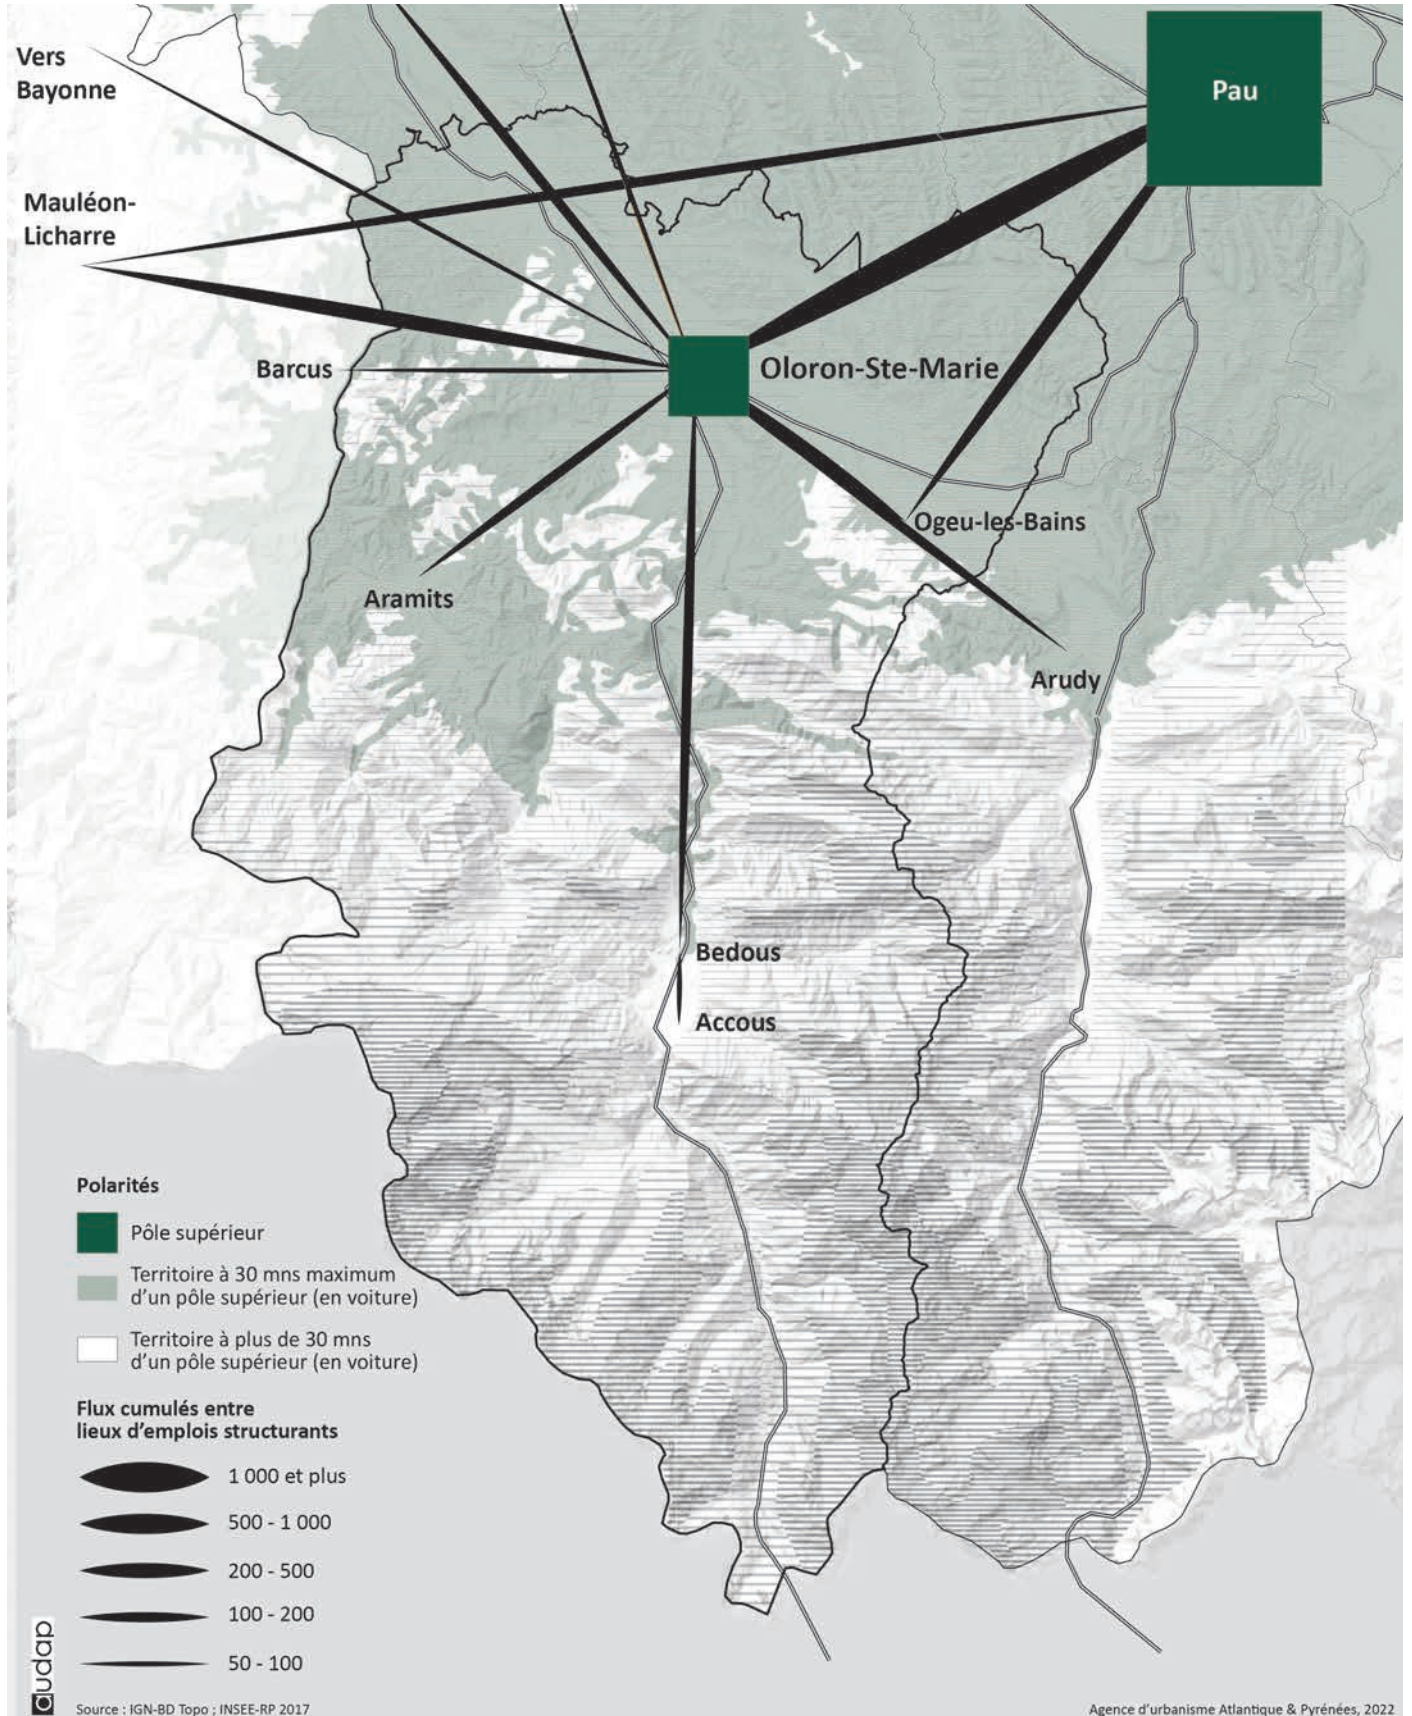 Vers
Bayonne
Pau
Mauléon-
Licharre
Barcus
Oloron-Ste-Marie
Ogeu-les-Bains
Aramits
Arudy
Bedous
Accous
Polarités
Pôle supérieur
Territoire à 30 mns maximum
d'un pôle supérieur (en voiture)
Territoire à plus de 30 mns
d'un pôle supérieur (en voiture)
Flux cumulés entre
lieux d'emplois structurants
1 000 et plus
500 - 1 000
200 - 500
100 - 200
50 - 100
audap
Source : IGN-BD Topo ; INSEE-RP 2017
Agence d'urbanisme Atlantique & Pyrénées, 2022